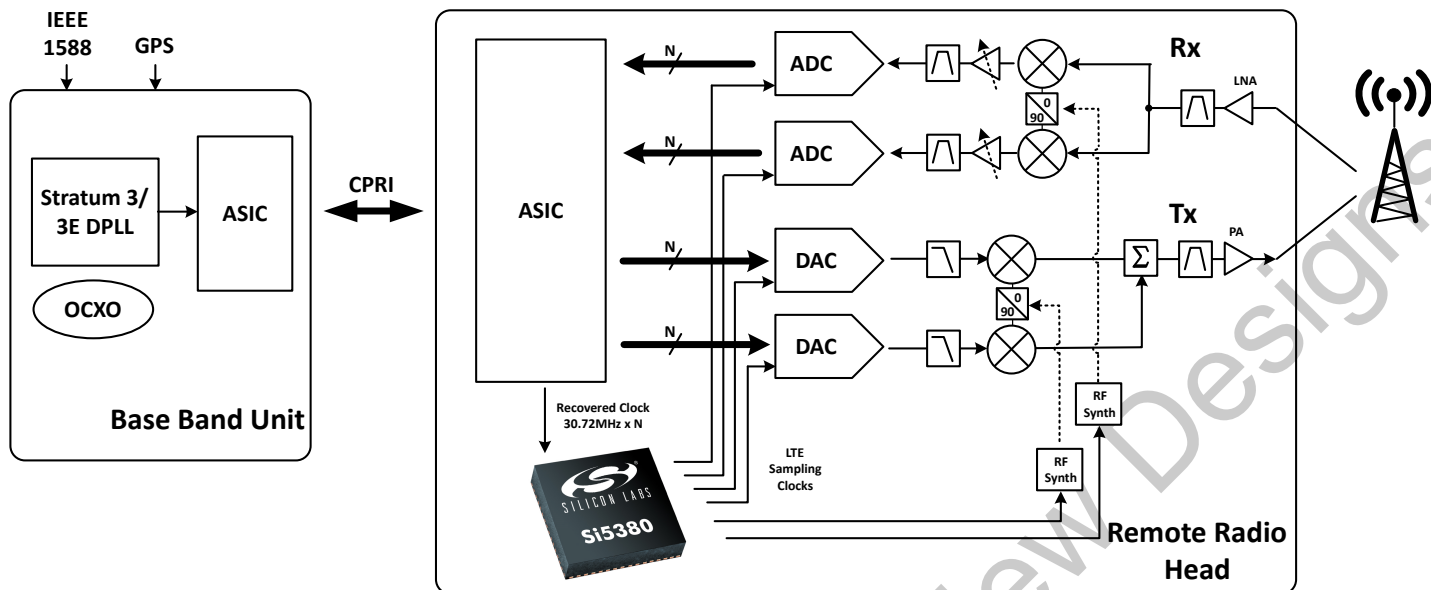 IEEE
1588
GPS
Stratum 3/
3E DPLL
ASIC
OCXO
Base Band Unit
CPRI
ASIC
N
ADC
N
ADC
N
DAC
N
DAC
0
90
0
90
Rx
LNA
Tx
PA
Σ
Recovered Clock
30.72MHz x N
SILICON LABS
Si5380
LTE
Sampling
Clocks
RF
Synth
RF
Synth
Remote Radio
Head